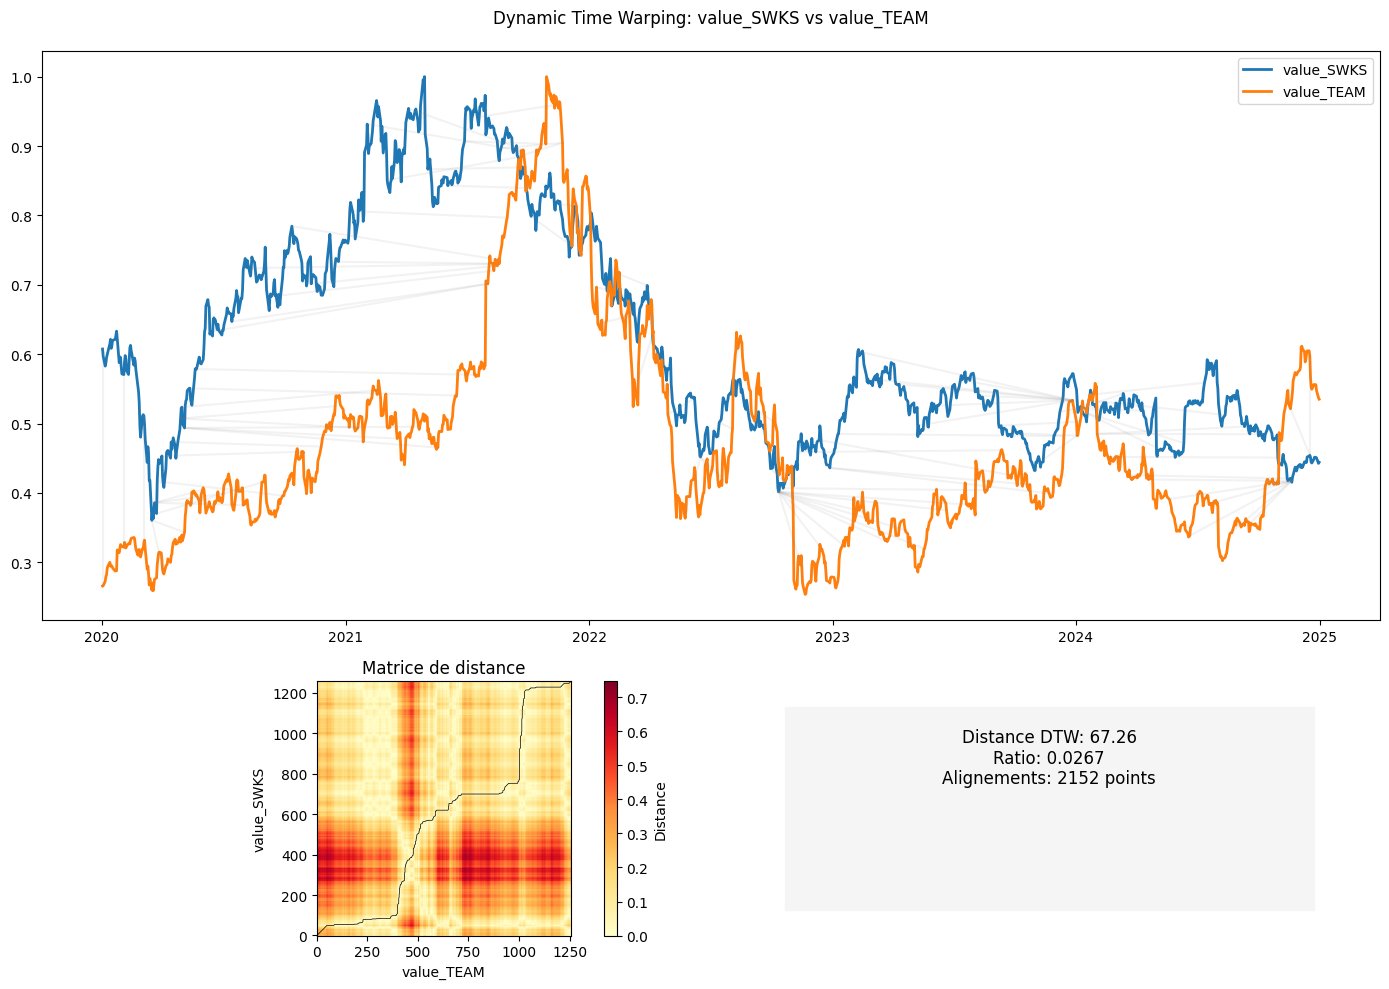 Dynamic Time Warping: value_SWKS vs value_TEAM
value_SWKS
value_TEAM
1.0
0.9
0.8
0.7
0.6
0.5
0.4
0.3
2020 2021 2022 2023 2024 2025
Matrice de distance
value_SWKS
1200
1000
800
600
400
200
0
0 250 500 750 1000 1250
value_TEAM
0.7
0.6
0.5
0.4
0.3
0.2
0.1
0.0
Distance
Distance DTW: 67.26
Ratio: 0.0267
Alignements: 2152 points